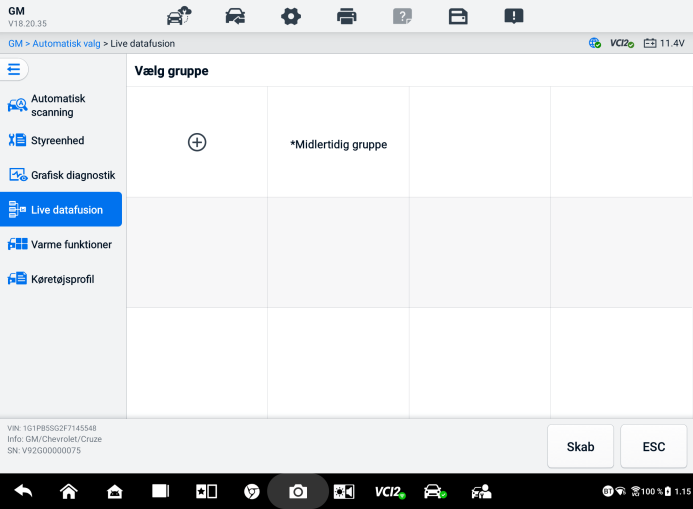 GM
V18.20.35
GM > Automatisk valg > Live datafusion
VCI2
11.4V
Vælg gruppe
Automatisk
scanning
*Midlertidig gruppe
Styreenhed
Grafisk diagnostik
Live datafusion
Varme funktioner
Køretøjsprofil
VIN: 1G1PB5SG2F7145548
Info: GM/Chevrolet/Cruze
SN: V92G00000075
Skab
ESC
VCI2
BT
100 %
1.15